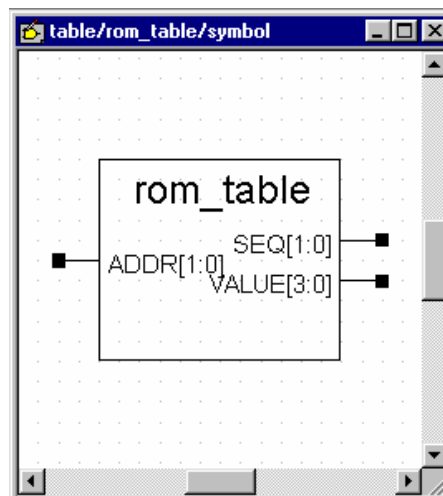 table/rom_table/symbol
rom_table
SEQ[1:0]
ADDR[1:0]
VALUE[3:0]